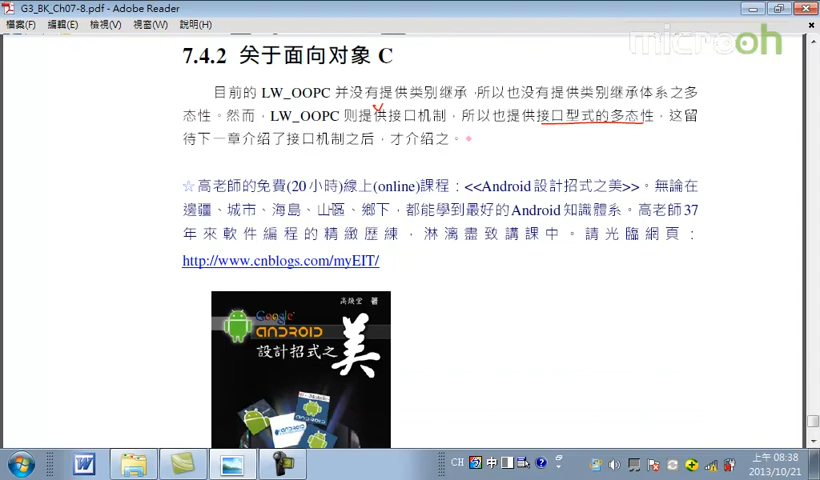 G3_BK_Ch07-8.pdf - Adobe Reader
檔案(F) 編輯(E) 檢視(V) 視窗(W) 說明(H)
microoh
7.4.2 关于面向对象 C
目前的 LW_OOPC 并没有提供类别继承,所以也没有提供类别继承体系之多
态性。然而,LW_OOPC 则提供接口机制,所以也提供接口型式的多态性,这留
待下一章介绍了接口机制之后,才介绍之。
☆高老師的免費(20小時)線上(online)課程:<<Android設計招式之美>>。無論在
邊疆、城市、海島、山區、鄉下,都能學到最好的Android知識體系。高老師37
年來軟件編程的精緻歷練,淋漓盡致講課中。請光臨網頁:
http://www.cnblogs.com/myEIT/
高煥堂 著
Google
ANDROID
設計招式之美
CH 中
上午 08:38
2013/10/21